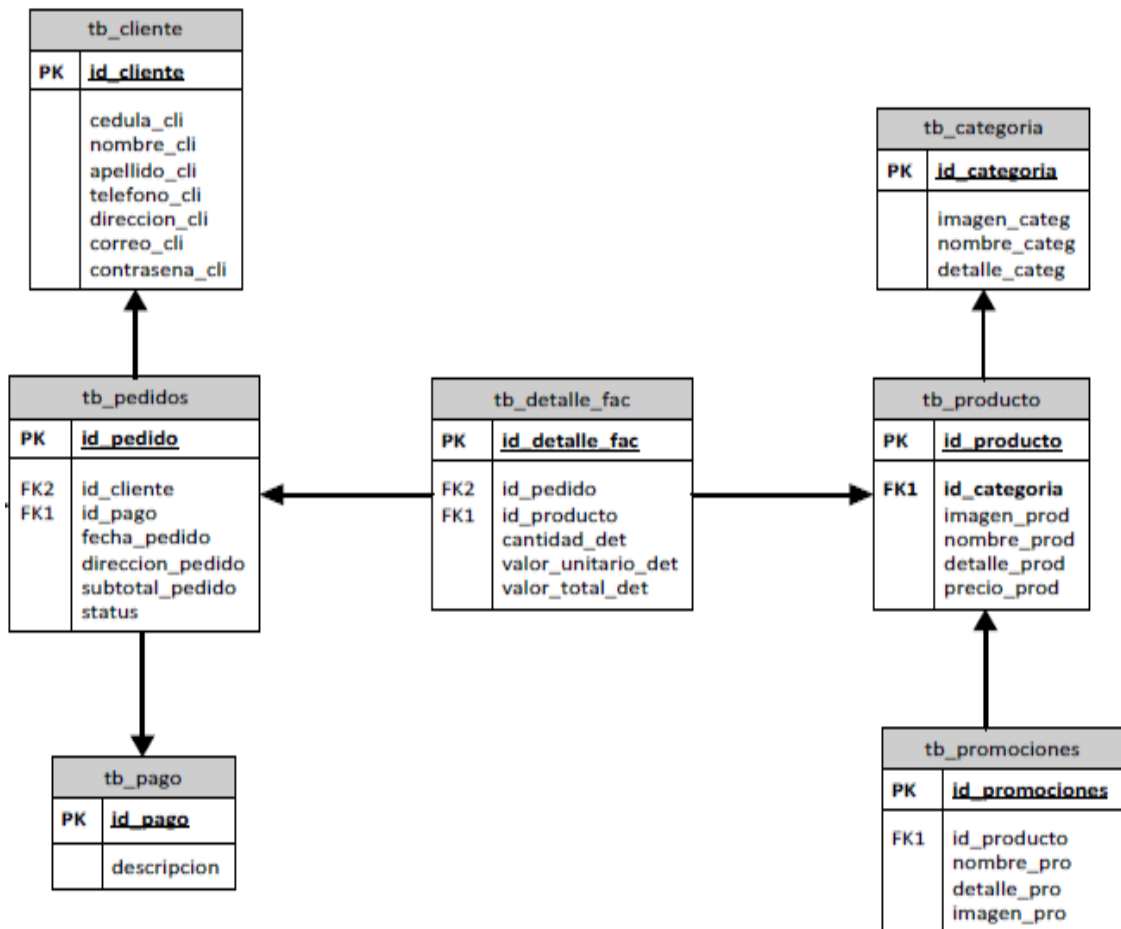 tb_cliente
PK id_cliente
cedula_cli
nombre_cli
apellido_cli
telefono_cli
direccion_cli
correo_cli
contrasena_cli
tb_categoria
PK id_categoria
imagen_categ
nombre_categ
detalle_categ
tb_pedidos
PK id_pedido
FK2 id_cliente
FK1 id_pago
fecha_pedido
direccion_pedido
subtotal_pedido
status
tb_detalle_fac
PK id_detalle_fac
FK2 id_pedido
FK1 id_producto
cantidad_det
valor_unitario_det
valor_total_det
tb_producto
PK id_producto
FK1 id_categoria
imagen_prod
nombre_prod
detalle_prod
precio_prod
tb_pago
PK id_pago
descripcion
tb_promociones
PK id_promociones
FK1 id_producto
nombre_pro
detalle_pro
imagen_pro